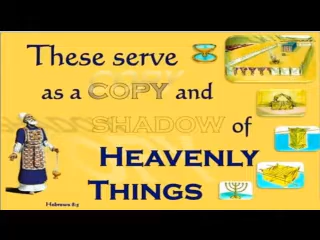 These serve
as a COPY and
SHADOW of
HEAVENLY
THINGS
Hebrews 8:5